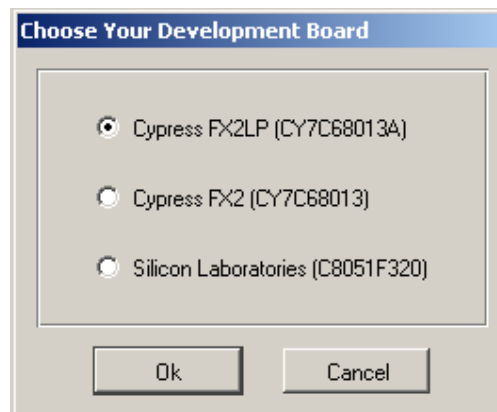 Choose Your Development Board
Cypress FX2LP (CY7C68013A)
Cypress FX2 (CY7C68013)
Silicon Laboratories (C8051F320)
Ok
Cancel